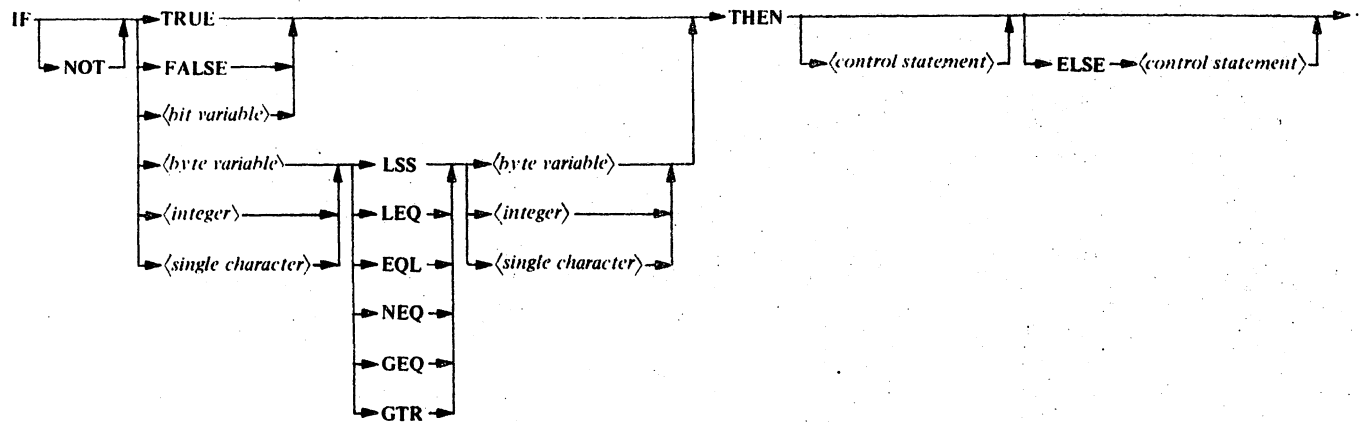 IF TRUE THEN
NOT FALSE ⟨control statement⟩ ELSE ⟨control statement⟩
⟨bit variable⟩
⟨byte variable⟩ LSS ⟨byte variable⟩
⟨integer⟩ LEQ ⟨integer⟩
⟨single character⟩ EQL ⟨single character⟩
NEQ
GEQ
GTR